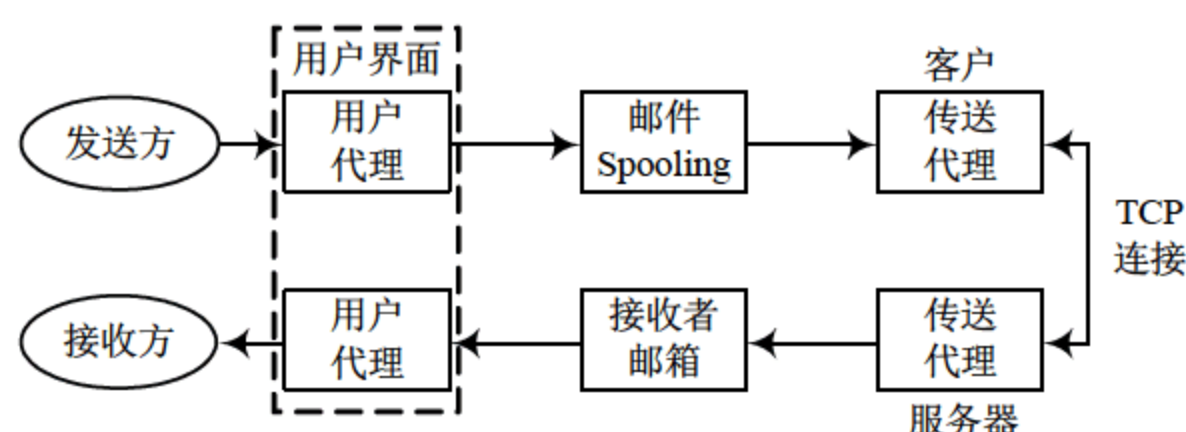 用户界面
客户
发送方
用户
代理
邮件
Spooling
传送
代理
TCP
连接
接收方
用户
代理
接收者
邮箱
传送
代理
服务器